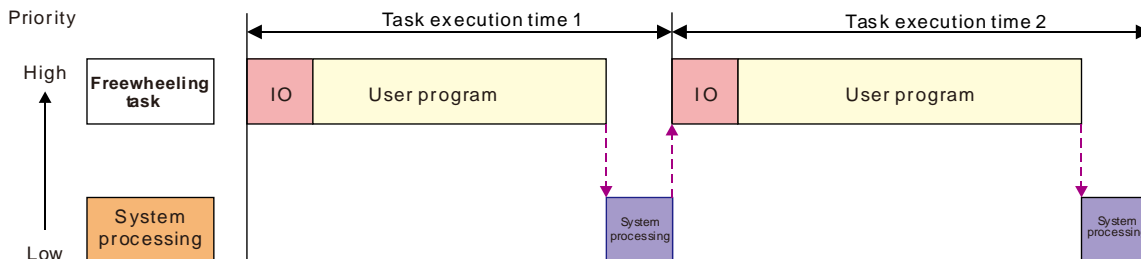 Priority
Task execution time 1
Task execution time 2
High
Freewheeling
task
IO
User program
IO
User program
System
processing
System
processing
System
processing
Low